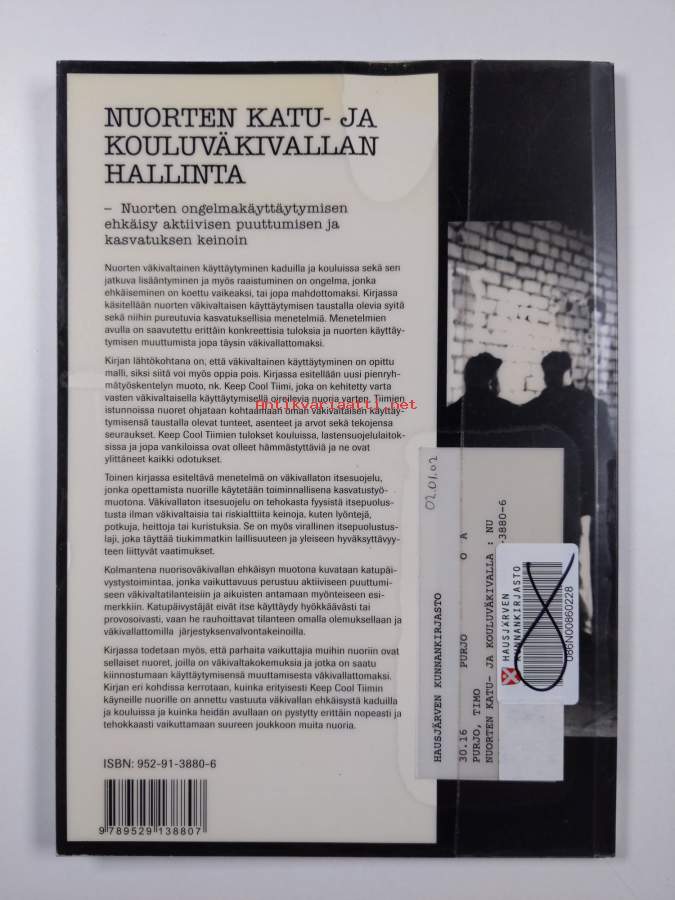 NUORTEN KATU- JA
KOULUVÄKIVALLAN
HALLINTA
– Nuorten ongelmakäyttäytymisen
ehkäisy aktiivisen puuttumisen ja
kasvatuksen keinoin
Nuorten väkivaltainen käyttäytyminen kaduilla ja kouluissa sekä sen
jatkuva lisääntyminen ja myös raaistuminen on ongelma, jonka
ehkäiseminen on koettu vaikeaksi, tai jopa mahdottomaksi. Kirjassa
käsitellään nuorten väkivaltaisen käyttäytymisen taustalla olevia syitä
sekä niihin pureutuvia kasvatuksellisia menetelmiä. Menetelmien
avulla on saavutettu erittäin konkreettisia tuloksia ja nuorten käyttäy-
tymisen muuttumista jopa täysin väkivallattomaksi.
Kirjan lähtökohtana on, että väkivaltainen käyttäytyminen on opittu
malli, siksi siitä voi myös oppia pois. Kirjassa esitellään uusi pienryh-
mätyöskentelyn muoto, nk. Keep Cool Tiimi, joka on kehitetty varta
vasten väkivaltaisella käyttäytymisellä oireilevia nuoria varten. Tiimien
istunnoissa nuoret ohjataan kohtaamaan oman väkivaltaisen käyttäy-
tymisensä taustalla olevat tunteet, asenteet ja arvot sekä tekojensa
seuraukset. Keep Cool Tiimien tulokset kouluissa, lastensuojelulaitok-
sissa ja jopa vankiloissa ovat olleet hämmästyttäviä ja ne ovat
ylittäneet kaikki odotukset.
Toinen kirjassa esiteltävä menetelmä on väkivallaton itsesuojelu,
jonka opettamista nuorille käytetään toiminnallisena kasvatustyö-
muotona. Väkivallaton itsesuojelu on tehokasta fyysistä itsepuolus-
tusta ilman väkivaltaisia tai riskialttiita keinoja, kuten lyöntejä,
potkuja, heittoja tai kuristuksia. Se on myös virallinen itsepuolustus-
laji, joka täyttää tiukimmatkin laillisuuteen ja yleiseen hyväksyttävyy-
teen liittyvät vaatimukset.
Kolmantena nuorisoväkivallan ehkäisyn muotona kuvataan katupäi-
vystystoimintaa, jonka vaikuttavuus perustuu aktiiviseen puuttumi-
seen väkivaltatilanteisiin ja aikuisten antamaan myönteiseen esi-
merkkiin. Katupäivystäjät eivät itse käyttäydy hyökkäävästi tai
provosoivasti, vaan he rauhoittavat tilanteen omalla olemuksellaan ja
väkivallattomilla järjestyksenvalvontakeinoilla.
Kirjassa todetaan myös, että parhaita vaikuttajia muihin nuoriin ovat
sellaiset nuoret, joilla on väkivaltakokemuksia ja jotka on saatu
kiinnostumaan käyttäytymisensä muuttamisesta väkivallattomaksi.
Kirjan eri kohdissa kerrotaan, kuinka erityisesti Keep Cool Tiimin
käyneille nuorille on annettu vastuuta väkivallan ehkäisystä kaduilla
ja kouluissa ja kuinka heidän avullaan on pystytty erittäin nopeasti ja
tehokkaasti vaikuttamaan suureen joukkoon muita nuoria.
ISBN: 952-91-3880-6
9 789529 138807
Antikvariaatti.net
02.01.02
HAUSJÄRVEN KUNNANKIRJASTO
30.16 PURJO O A
PURJO, TIMO
NUORTEN KATU- JA KOULUVÄKIVALLA : NU
-3880-6
HAUSJÄRVEN
KUNNANKIRJASTO
086N00860228